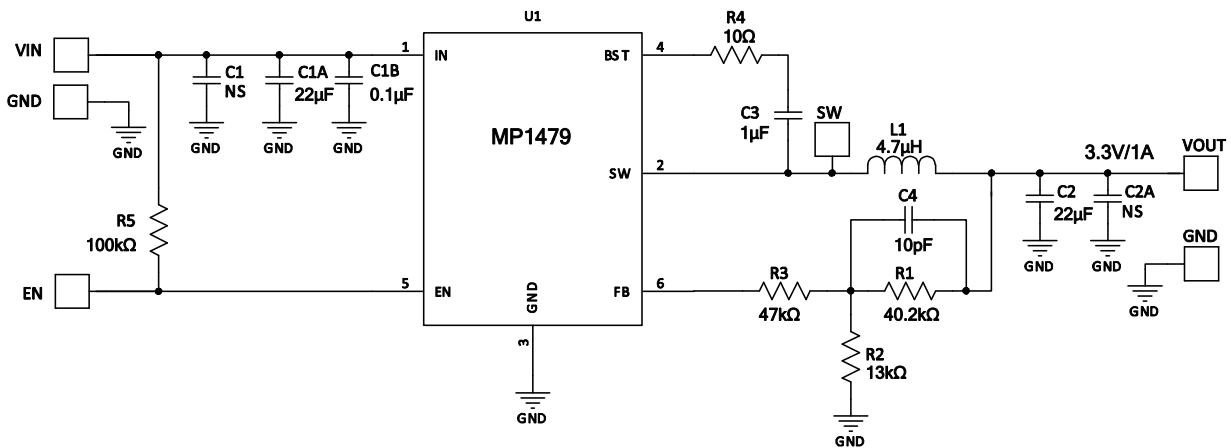 U1
VIN
GND
GND
R5
100kΩ
EN
C1
NS
GND
C1A
22µF
GND
C1B
0.1µF
GND
1
IN
5
EN
MP1479
GND
3
GND
BST
4
SW
2
FB
6
R4
10Ω
C3
1µF
SW
L1
4.7µH
C4
10pF
R3
47kΩ
R1
40.2kΩ
R2
13kΩ
GND
3.3V/1A
VOUT
C2
22µF
GND
C2A
NS
GND
GND
GND